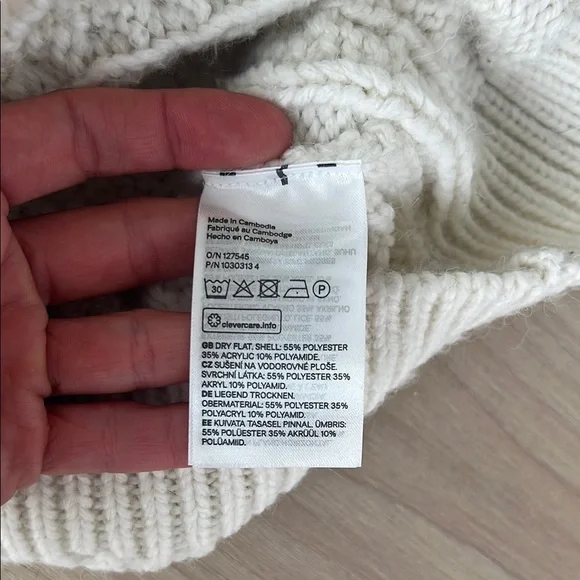 Made in Cambodia
Fabriqué au Cambodge
Hecho en Camboya
O/N 127545
P/N 1030313 4
30 P
clevercare.info
GB DRY FLAT. SHELL: 55% POLYESTER
35% ACRYLIC 10% POLYAMIDE.
CZ SUŠENÍ NA VODOROVNÉ PLOŠE.
SVRCHNÍ LÁTKA: 55% POLYESTER 35%
AKRYL 10% POLYAMID.
DE LIEGEND TROCKNEN.
OBERMATERIAL: 55% POLYESTER 35%
POLYACRYL 10% POLYAMID.
EE KUIVATA TASASEL PINNAL. ÜMBRIS:
55% POLÜESTER 35% AKRÜÜL 10%
POLÜAMIID.